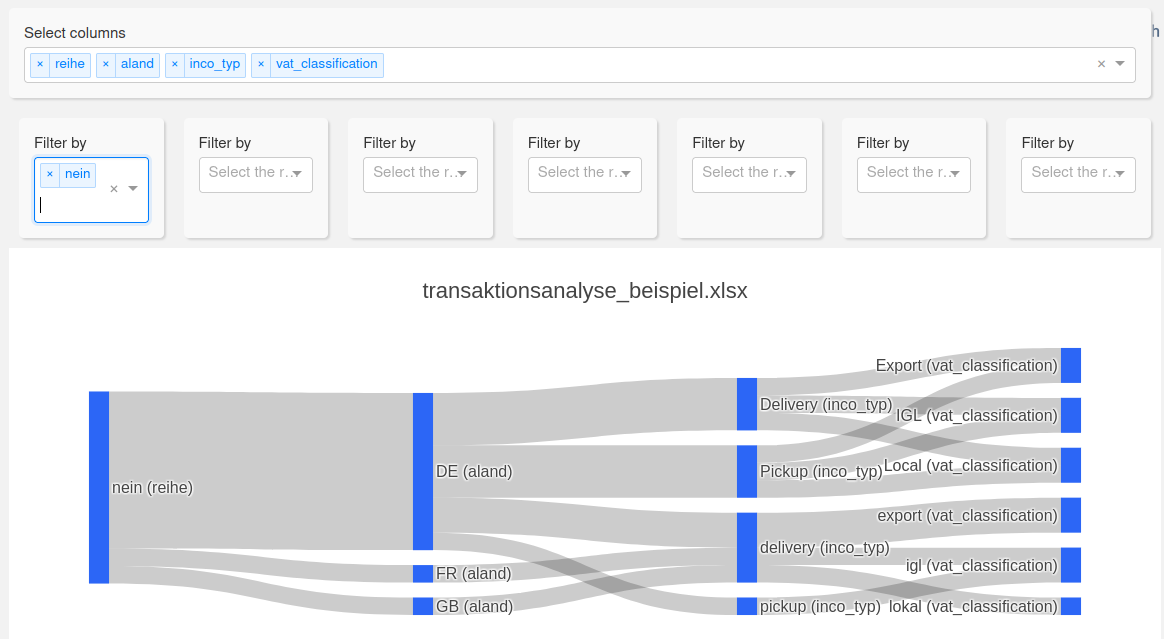 Select columns
h
× reihe × aland × inco_typ × vat_classification ×
Filter by Filter by Filter by Filter by Filter by Filter by Filter by
× nein × Select the r... Select the r... Select the r... Select the r... Select the r... Select the r...
transaktionsanalyse_beispiel.xlsx
Export (vat_classification)
Delivery (inco_typ)
IGL (vat_classification)
DE (aland)
Pickup (inco_typ)
Local (vat_classification)
nein (reihe)
export (vat_classification)
delivery (inco_typ)
igl (vat_classification)
FR (aland)
GB (aland)
pickup (inco_typ)
lokal (vat_classification)